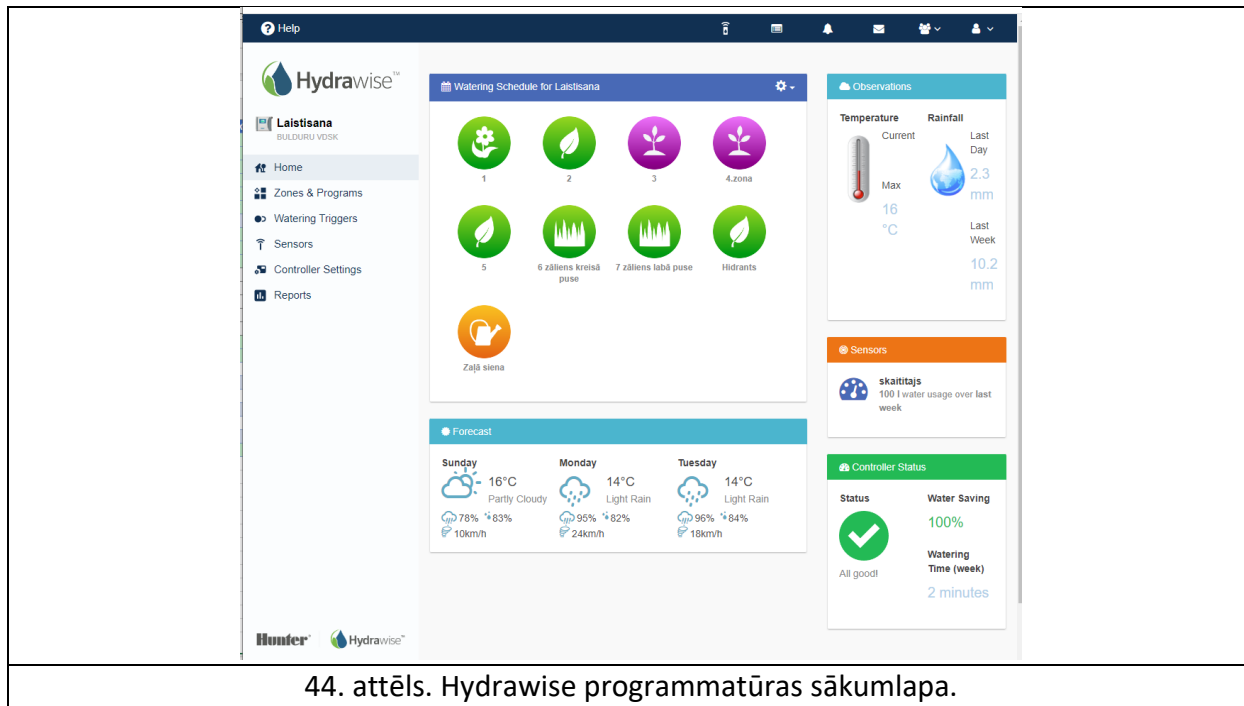 Help
Hydrawise™
Laistisana
BULDURU VDSK
Home
Zones & Programs
Watering Triggers
Sensors
Controller Settings
Reports
Hunter® Hydrawise™
Watering Schedule for Laistisana
1 2 3 4.zona
5 6 zāliens kreisā puse 7 zāliens labā puse Hidrants
Zaļā siena
Forecast
Sunday
16°C
Partly Cloudy
78% 83%
10km/h
Monday
14°C
Light Rain
95% 82%
24km/h
Tuesday
14°C
Light Rain
96% 84%
18km/h
Observations
Temperature
Current
Max
16
°C
Rainfall
Last
Day
2.3
mm
Last
Week
10.2
mm
Sensors
skaititajs
100 l water usage over last
week
Controller Status
Status
All good!
Water Saving
100%
Watering
Time (week)
2 minutes
44. attēls. Hydrawise programmatūras sākumlapa.